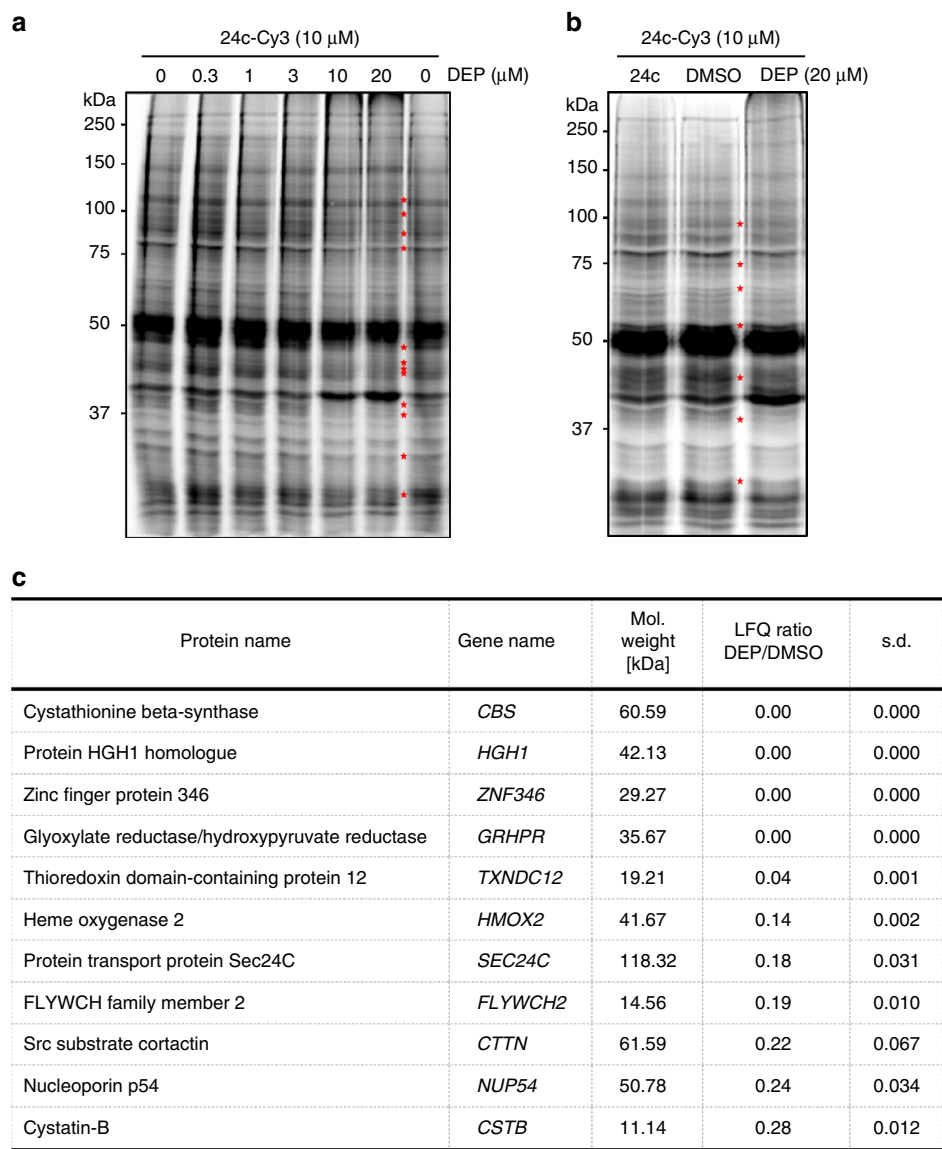 a
24c-Cy3 (10 µM)
0 0.3 1 3 10 20 0 DEP (µM)
kDa
250
150
100
75
50
37
b
24c-Cy3 (10 µM)
24c DMSO DEP (20 µM)
kDa
250
150
100
75
50
37
c
Protein name Gene name Mol. weight [kDa] LFQ ratio DEP/DMSO s.d.
Cystathionine beta-synthase CBS 60.59 0.00 0.000
Protein HGH1 homologue HGH1 42.13 0.00 0.000
Zinc finger protein 346 ZNF346 29.27 0.00 0.000
Glyoxylate reductase/hydroxypyruvate reductase GRHPR 35.67 0.00 0.000
Thioredoxin domain-containing protein 12 TXNDC12 19.21 0.04 0.001
Heme oxygenase 2 HMOX2 41.67 0.14 0.002
Protein transport protein Sec24C SEC24C 118.32 0.18 0.031
FLYWCH family member 2 FLYWCH2 14.56 0.19 0.010
Src substrate cortactin CTTN 61.59 0.22 0.067
Nucleoporin p54 NUP54 50.78 0.24 0.034
Cystatin-B CSTB 11.14 0.28 0.012